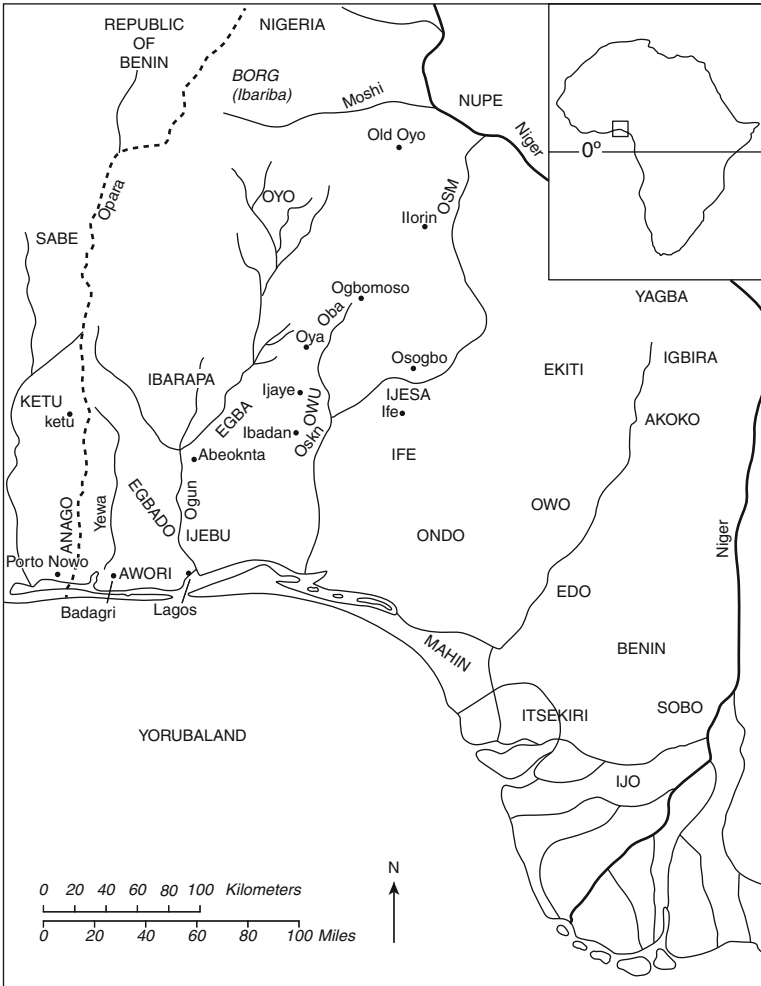 REPUBLIC
OF
BENIN
NIGERIA
BORG
(Ibariba)
Moshi
NUPE
Niger
0°
Old Oyo
Opara
OYO
OSM
Ilorin
SABE
Ogbomoso
YAGBA
Oba
Oya
Osogbo
EKITI
IGBIRA
IBARAPA
KETU
ketu
Ijaye
OWU
IJESA
Ife
AKOKO
EGBA
Ibadan
Oskn
Abeoknta
IFE
ANAGO
Yewa
EGBADO
Ogun
IJEBU
OWO
ONDO
Niger
Porto Nowo
AWORI
Badagri
Lagos
EDO
MAHIN
BENIN
ITSEKIRI
SOBO
YORUBALAND
IJO
N
0 20 40 60 80 100 Kilometers
0 20 40 60 100 Miles